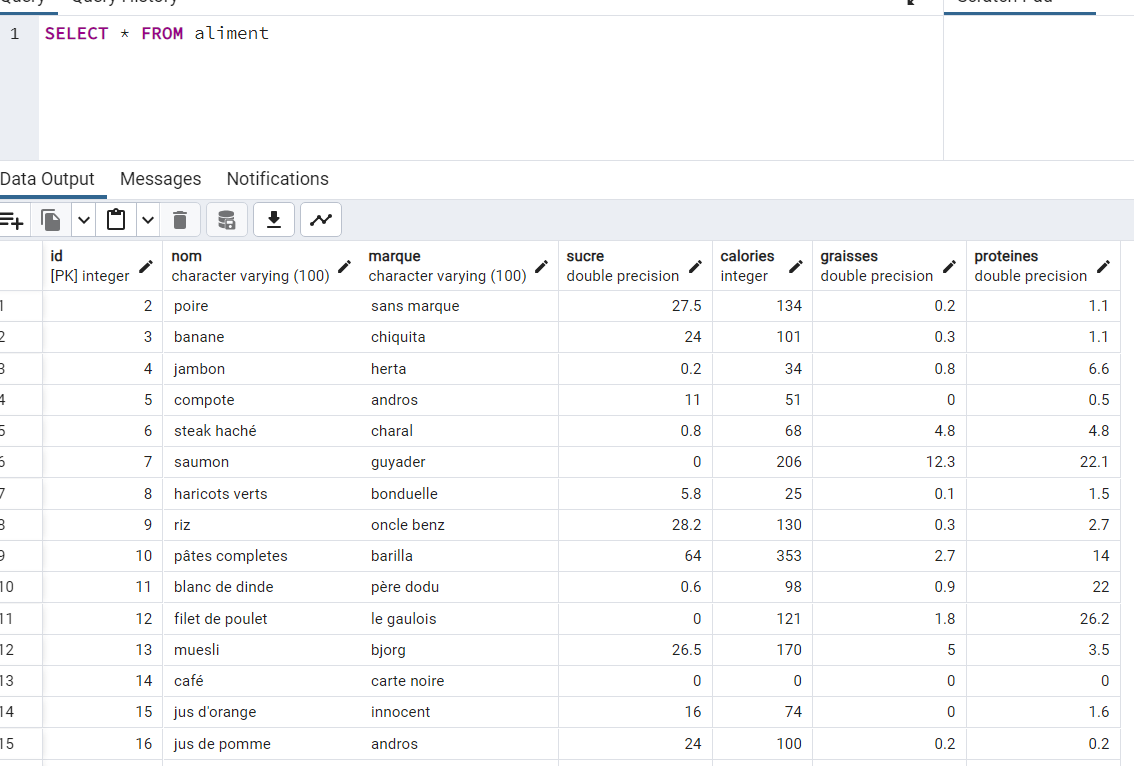 Query Query History
Scratch Pad
1 SELECT * FROM aliment
Data Output Messages Notifications
id nom marque sucre calories graisses proteines
[PK] integer character varying (100) character varying (100) double precision integer double precision double precision
1 2 poire sans marque 27.5 134 0.2 1.1
2 3 banane chiquita 24 101 0.3 1.1
3 4 jambon herta 0.2 34 0.8 6.6
4 5 compote andros 11 51 0 0.5
5 6 steak haché charal 0.8 68 4.8 4.8
6 7 saumon guyader 0 206 12.3 22.1
7 8 haricots verts bonduelle 5.8 25 0.1 1.5
8 9 riz oncle benz 28.2 130 0.3 2.7
9 10 pâtes completes barilla 64 353 2.7 14
10 11 blanc de dinde père dodu 0.6 98 0.9 22
11 12 filet de poulet le gaulois 0 121 1.8 26.2
12 13 muesli bjorg 26.5 170 5 3.5
13 14 café carte noire 0 0 0 0
14 15 jus d'orange innocent 16 74 0 1.6
15 16 jus de pomme andros 24 100 0.2 0.2